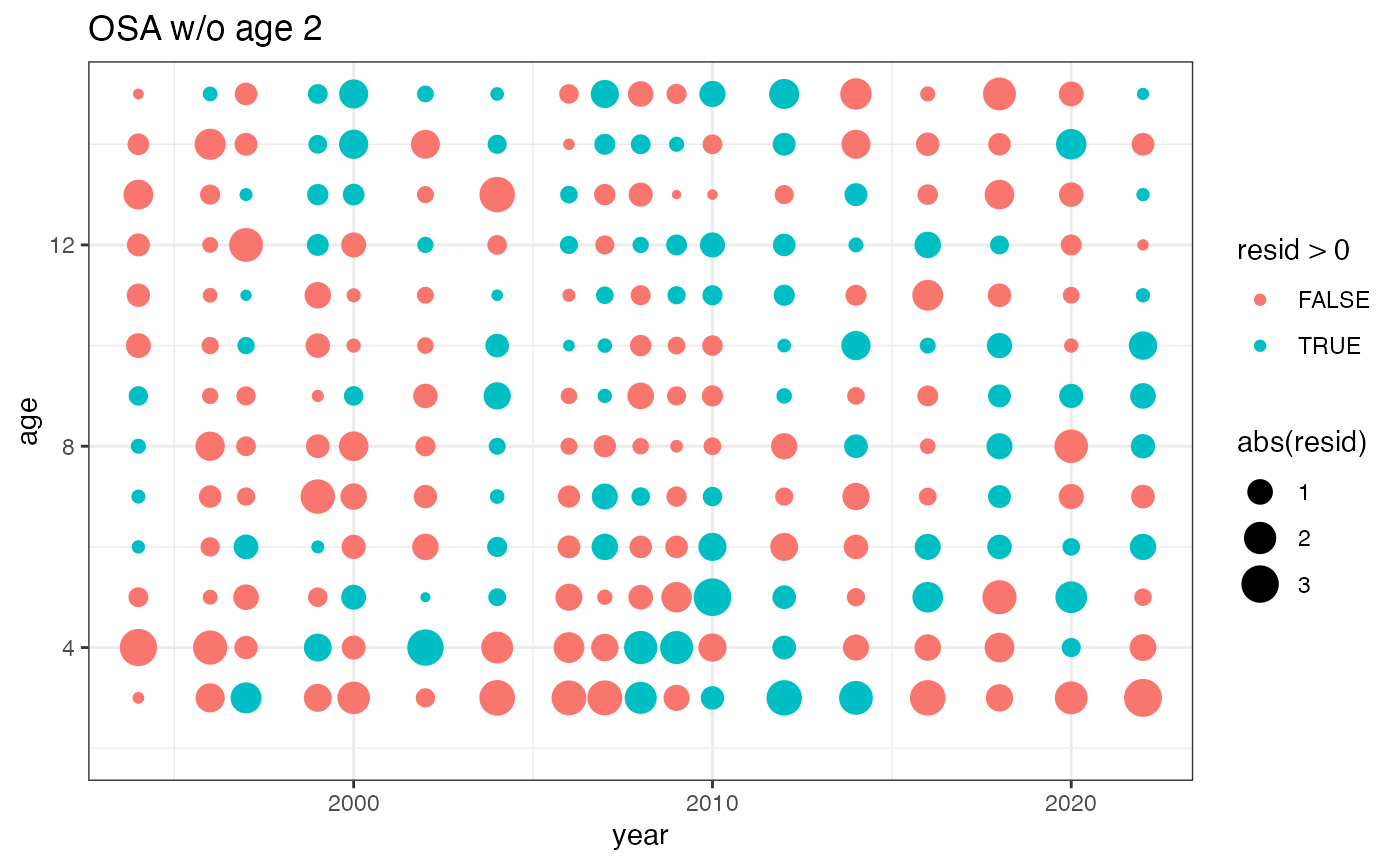 OSA w/o age 2
age
12
8
4
2000
2010
2020
year
resid > 0
FALSE
TRUE
abs(resid)
1
2
3